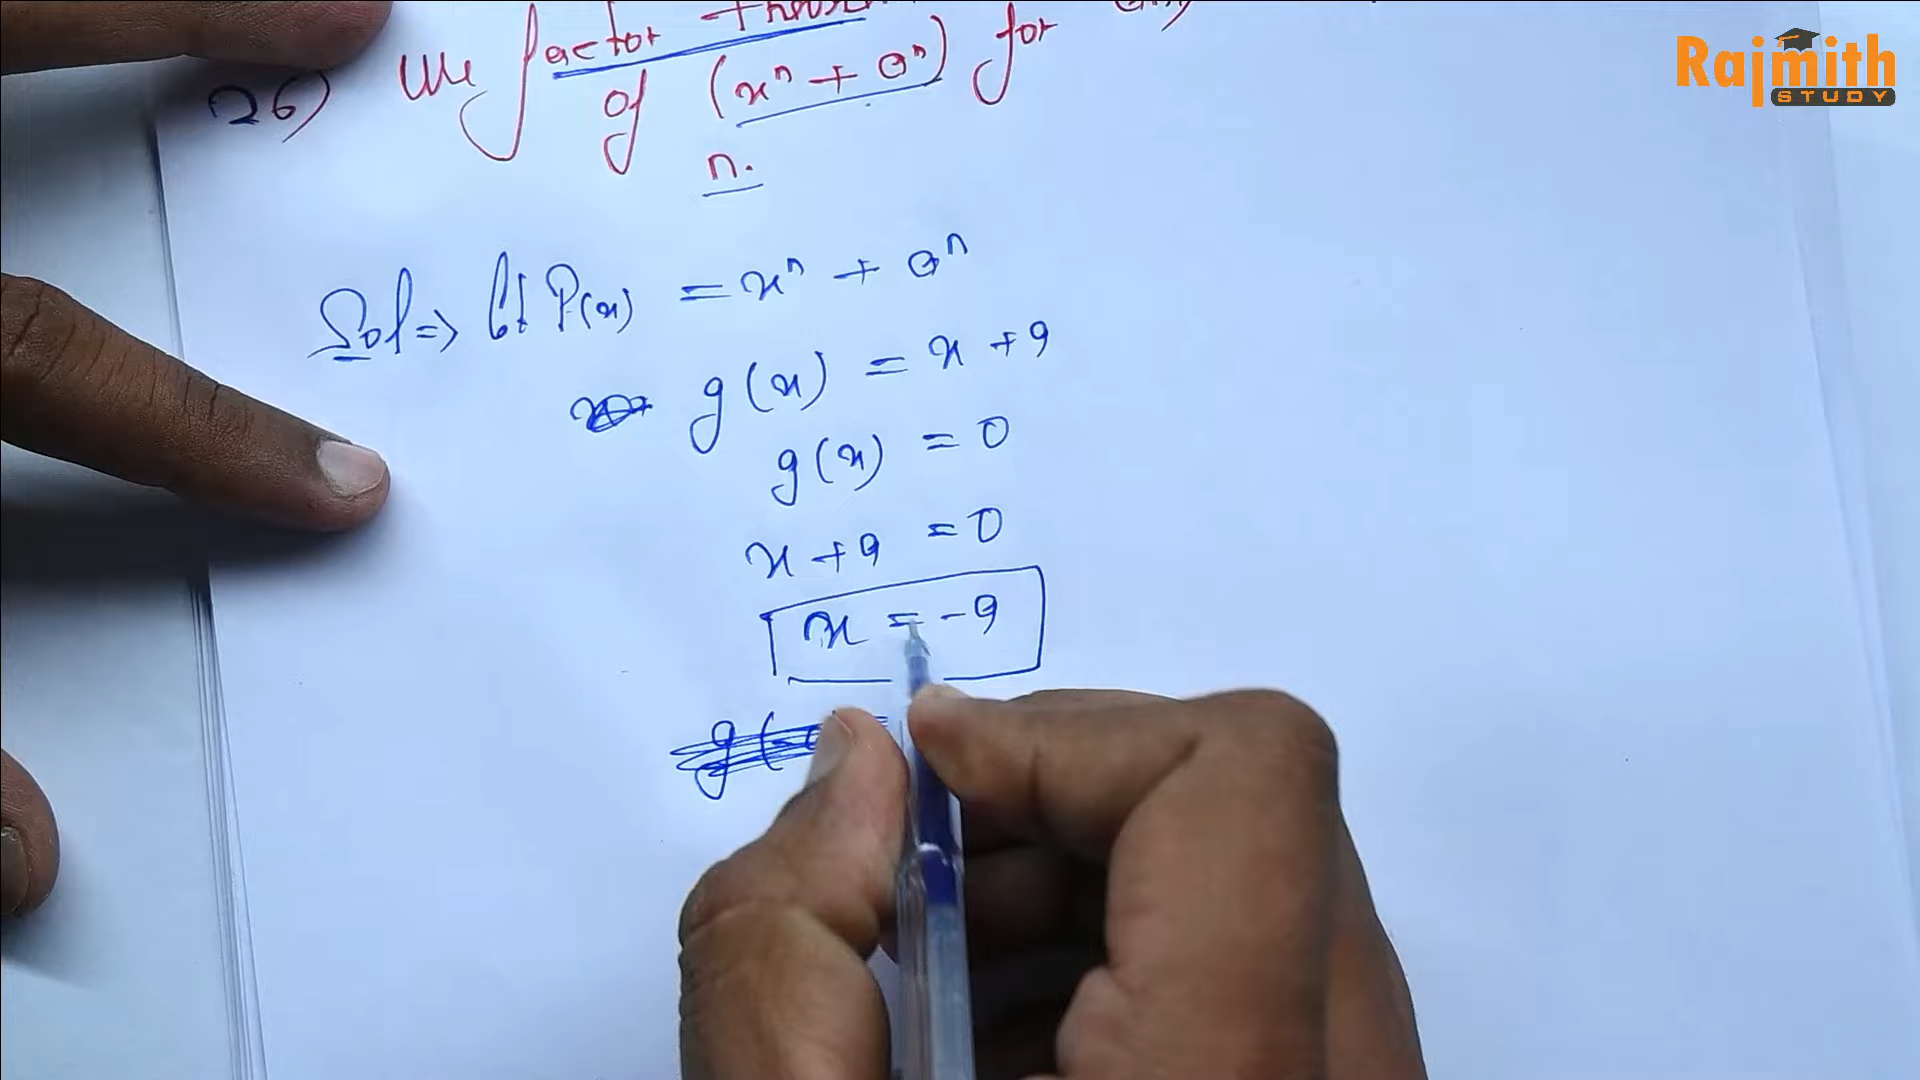 26) Use factor theorem
of (xⁿ + aⁿ) for
n.
Sol ⇒ let P(x) = xⁿ + aⁿ
g(x) = x + a
g(x) = 0
x + a = 0
x = -a
Rajmith
STUDY